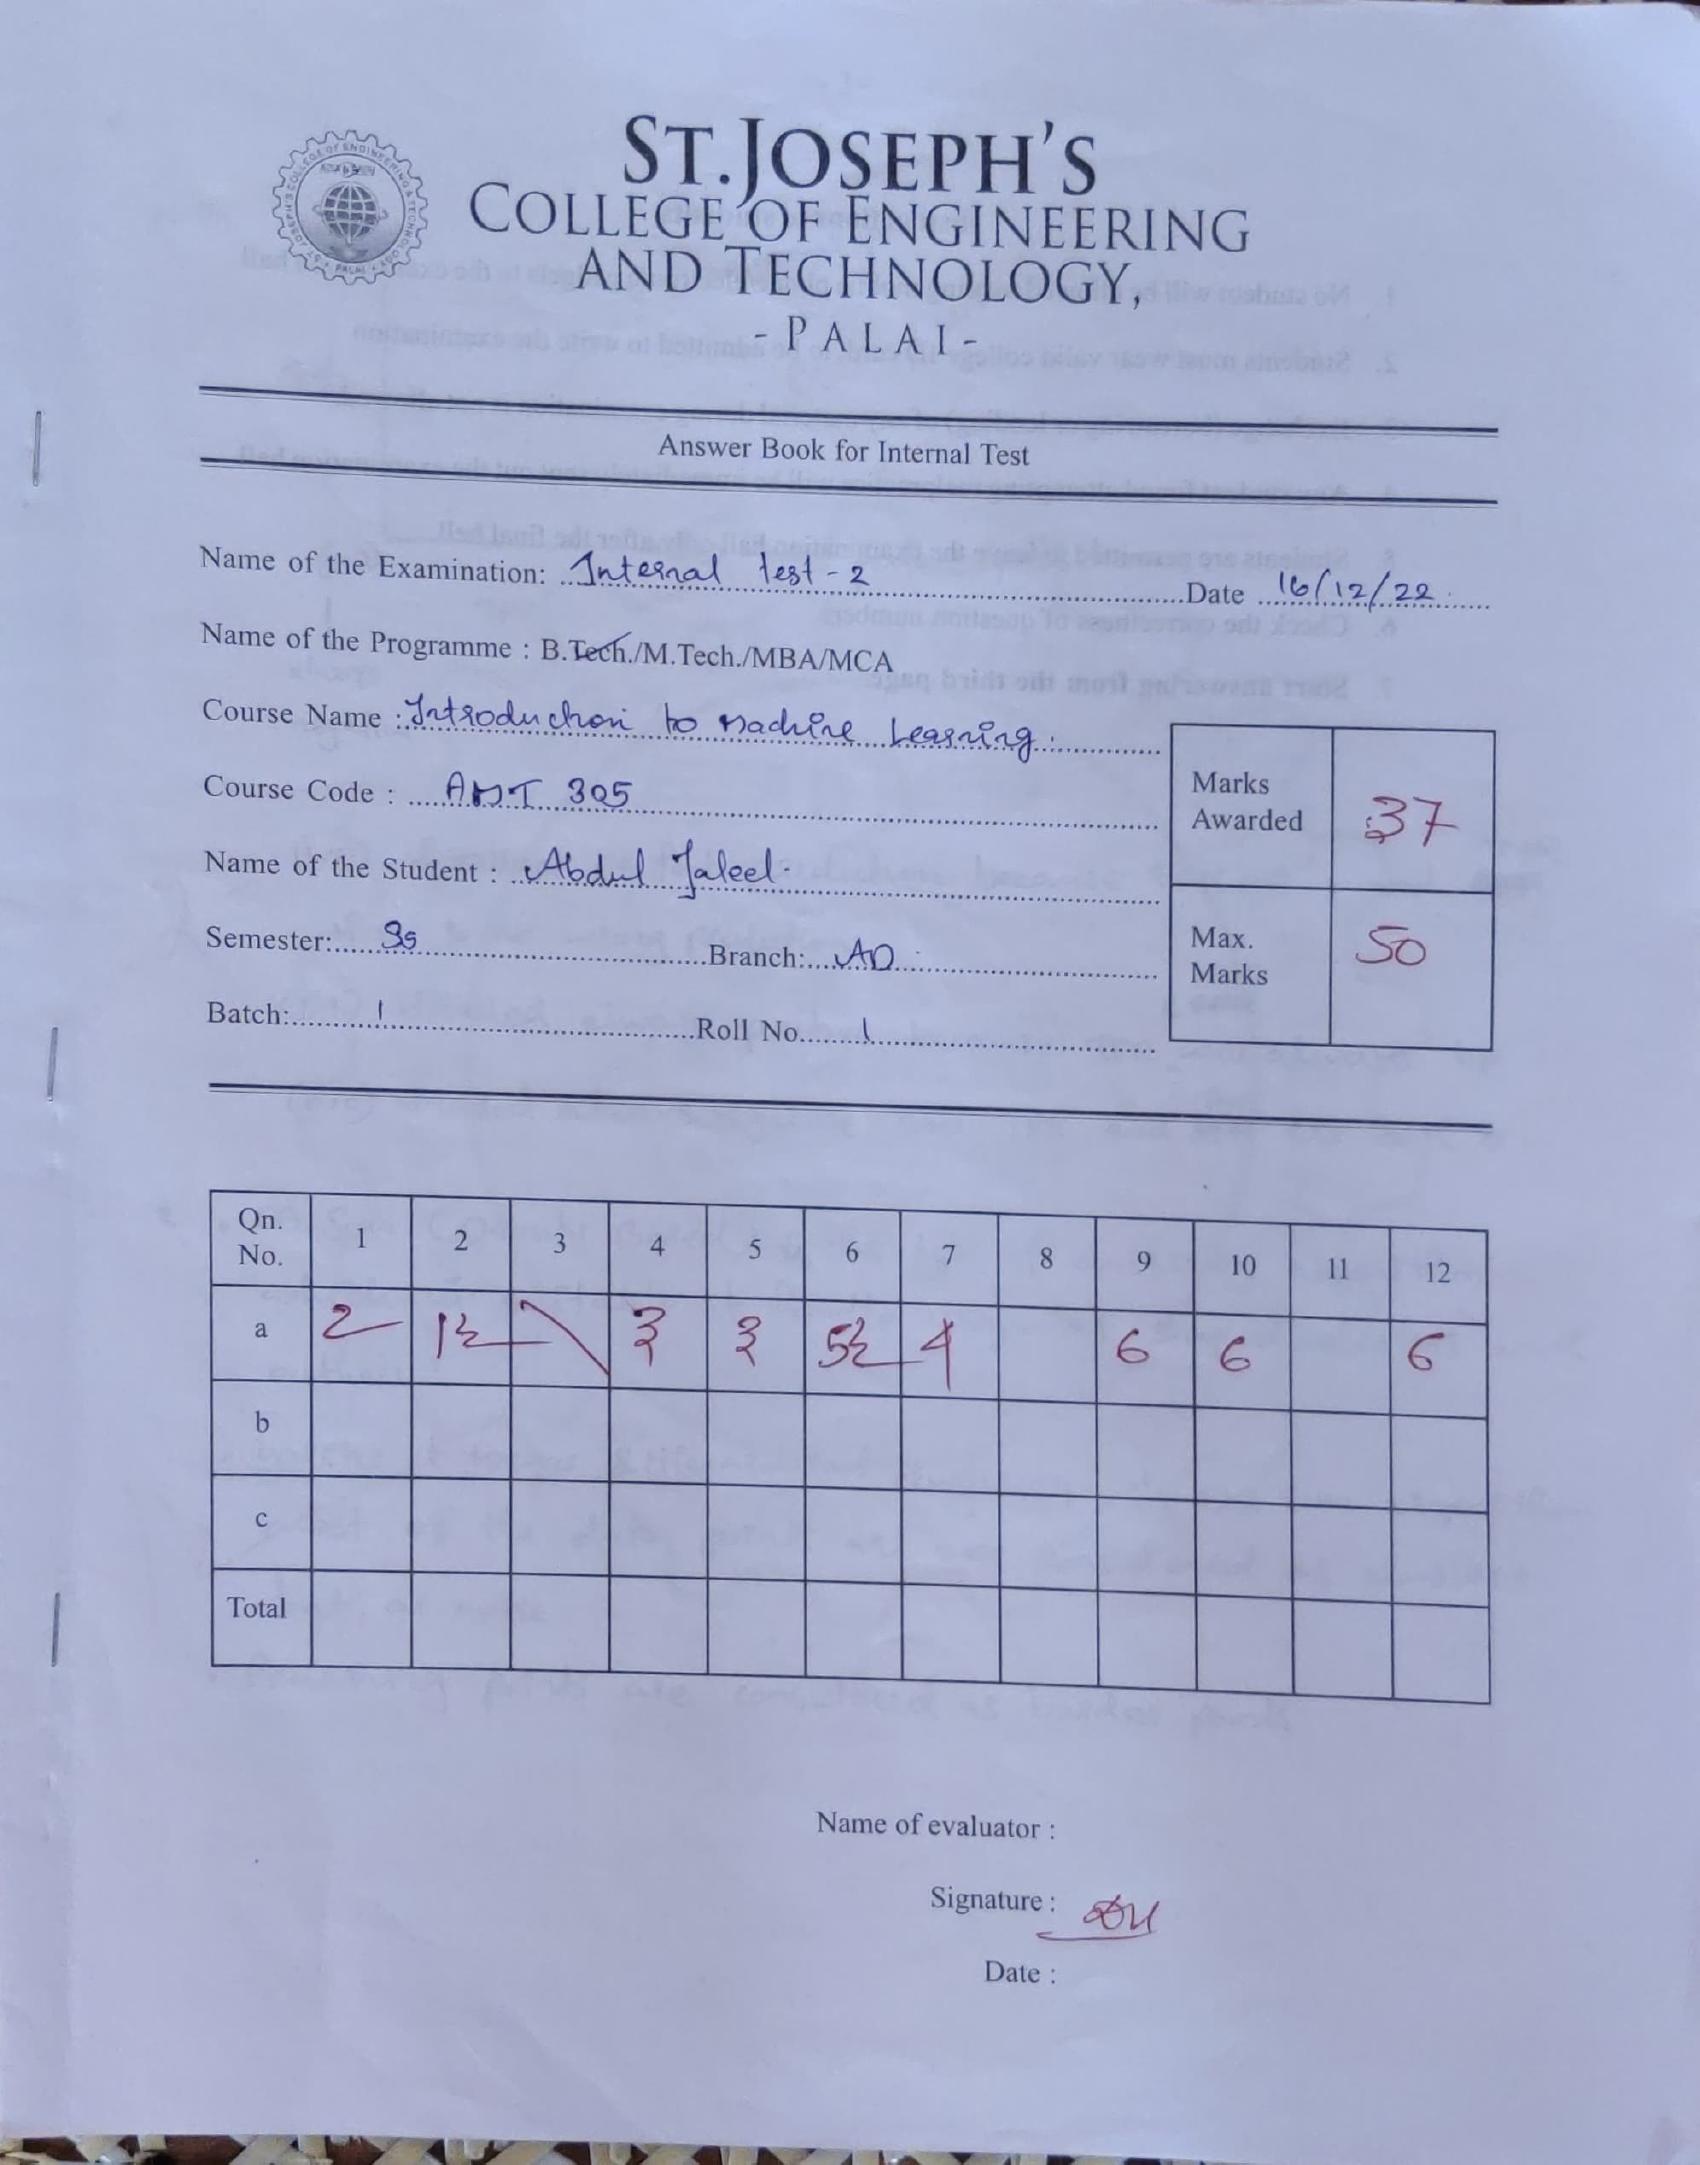 ST. JOSEPH'S
COLLEGE OF ENGINEERING
AND TECHNOLOGY,
- PALAI -
Answer Book for Internal Test
Name of the Examination: Internal test - 2 Date 16/12/22
Name of the Programme : B.Tech./M.Tech./MBA/MCA
Course Name : Introduction to Machine Learning
Course Code : AMT 305
Name of the Student : Abdul Jaleel
Semester: S5 Branch: AD
Batch: 1 Roll No. 1
Marks Awarded 37
Max. Marks 50
Qn. No. 1 2 3 4 5 6 7 8 9 10 11 12
a 2 1½ 3 3 5½ 4 6 6 6
b
c
Total
Name of evaluator :
Signature :
Date :